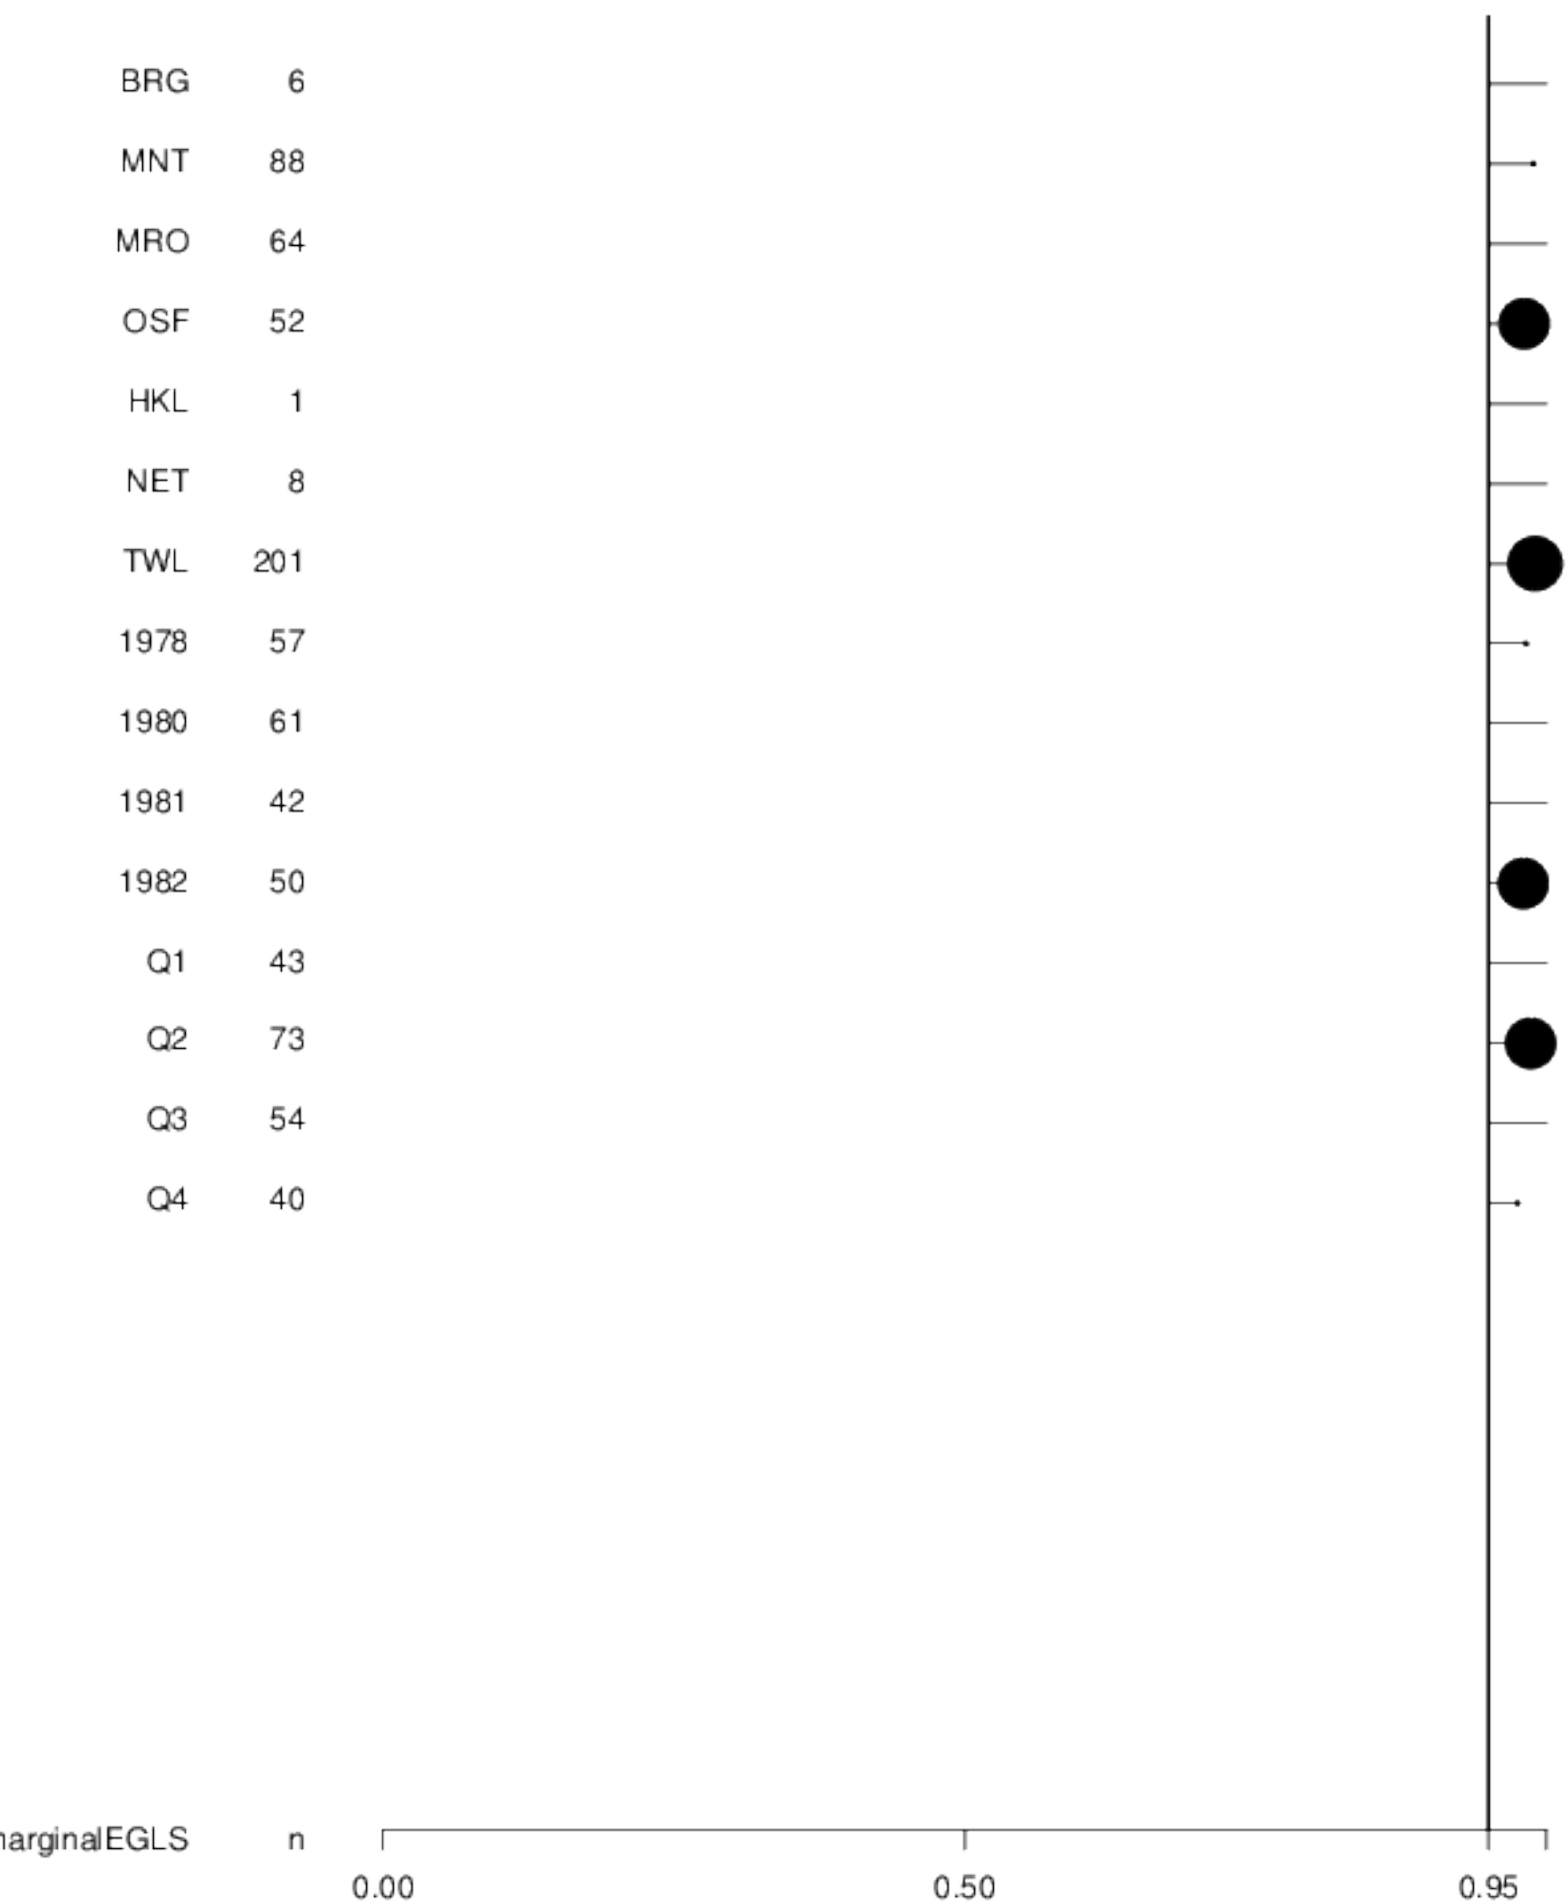 BRG 6
MNT 88
MRO 64
OSF 52
HKL 1
NET 8
TWL 201
1978 57
1980 61
1981 42
1982 50
Q1 43
Q2 73
Q3 54
Q4 40
arginalEGLS n
0.00 0.50 0.95